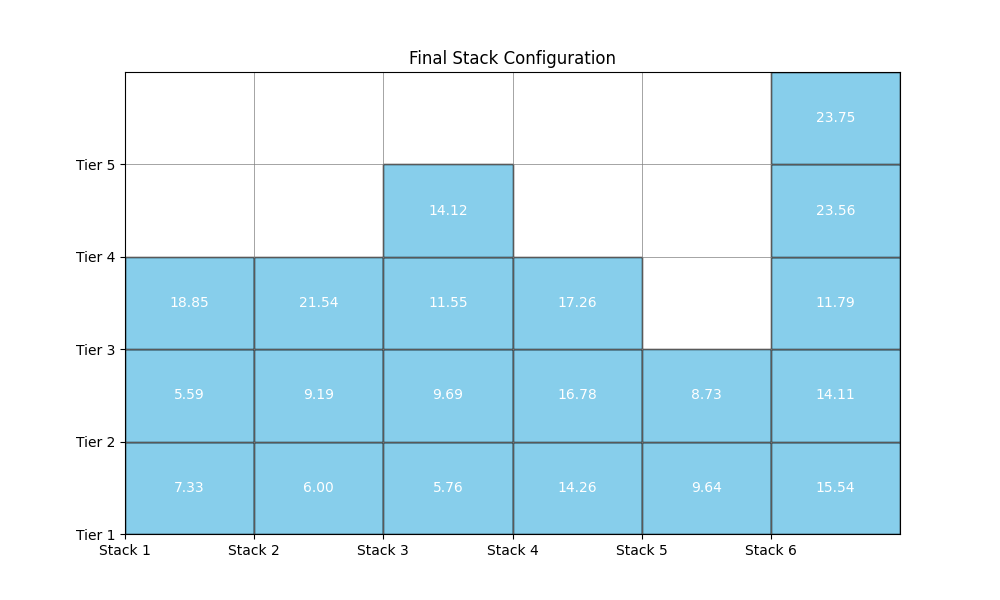 Final Stack Configuration
23.75
Tier 5
14.12
23.56
Tier 4
18.85
21.54
11.55
17.26
11.79
Tier 3
5.59
9.19
9.69
16.78
8.73
14.11
Tier 2
7.33
6.00
5.76
14.26
9.64
15.54
Tier 1
Stack 1
Stack 2
Stack 3
Stack 4
Stack 5
Stack 6